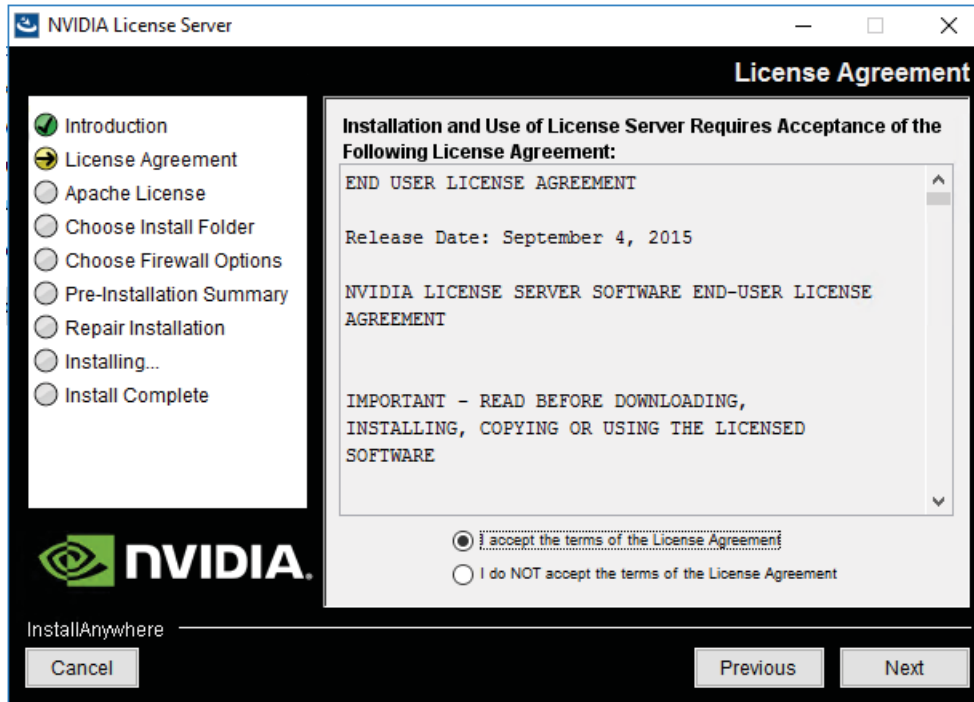 NVIDIA License Server
License Agreement
Introduction
License Agreement
Apache License
Choose Install Folder
Choose Firewall Options
Pre-Installation Summary
Repair Installation
Installing...
Install Complete
Installation and Use of License Server Requires Acceptance of the
Following License Agreement:
END USER LICENSE AGREEMENT
Release Date: September 4, 2015
NVIDIA LICENSE SERVER SOFTWARE END-USER LICENSE
AGREEMENT
IMPORTANT - READ BEFORE DOWNLOADING,
INSTALLING, COPYING OR USING THE LICENSED
SOFTWARE
I accept the terms of the License Agreement
I do NOT accept the terms of the License Agreement
NVIDIA.
InstallAnywhere
Cancel
Previous
Next